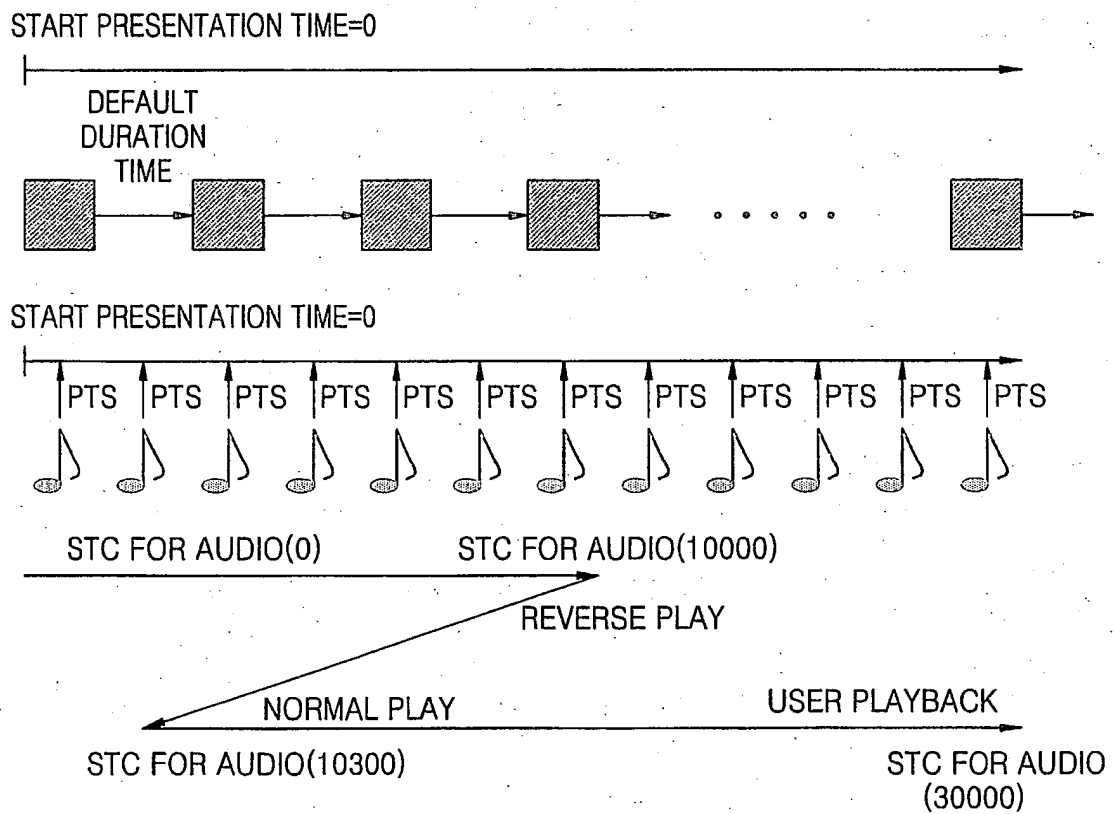 START PRESENTATION TIME=0
DEFAULT
DURATION
TIME
START PRESENTATION TIME=0
PTS PTS PTS PTS PTS PTS PTS PTS PTS PTS PTS PTS
STC FOR AUDIO(0) STC FOR AUDIO(10000)
REVERSE PLAY
NORMAL PLAY USER PLAYBACK
STC FOR AUDIO(10300) STC FOR AUDIO
(30000)